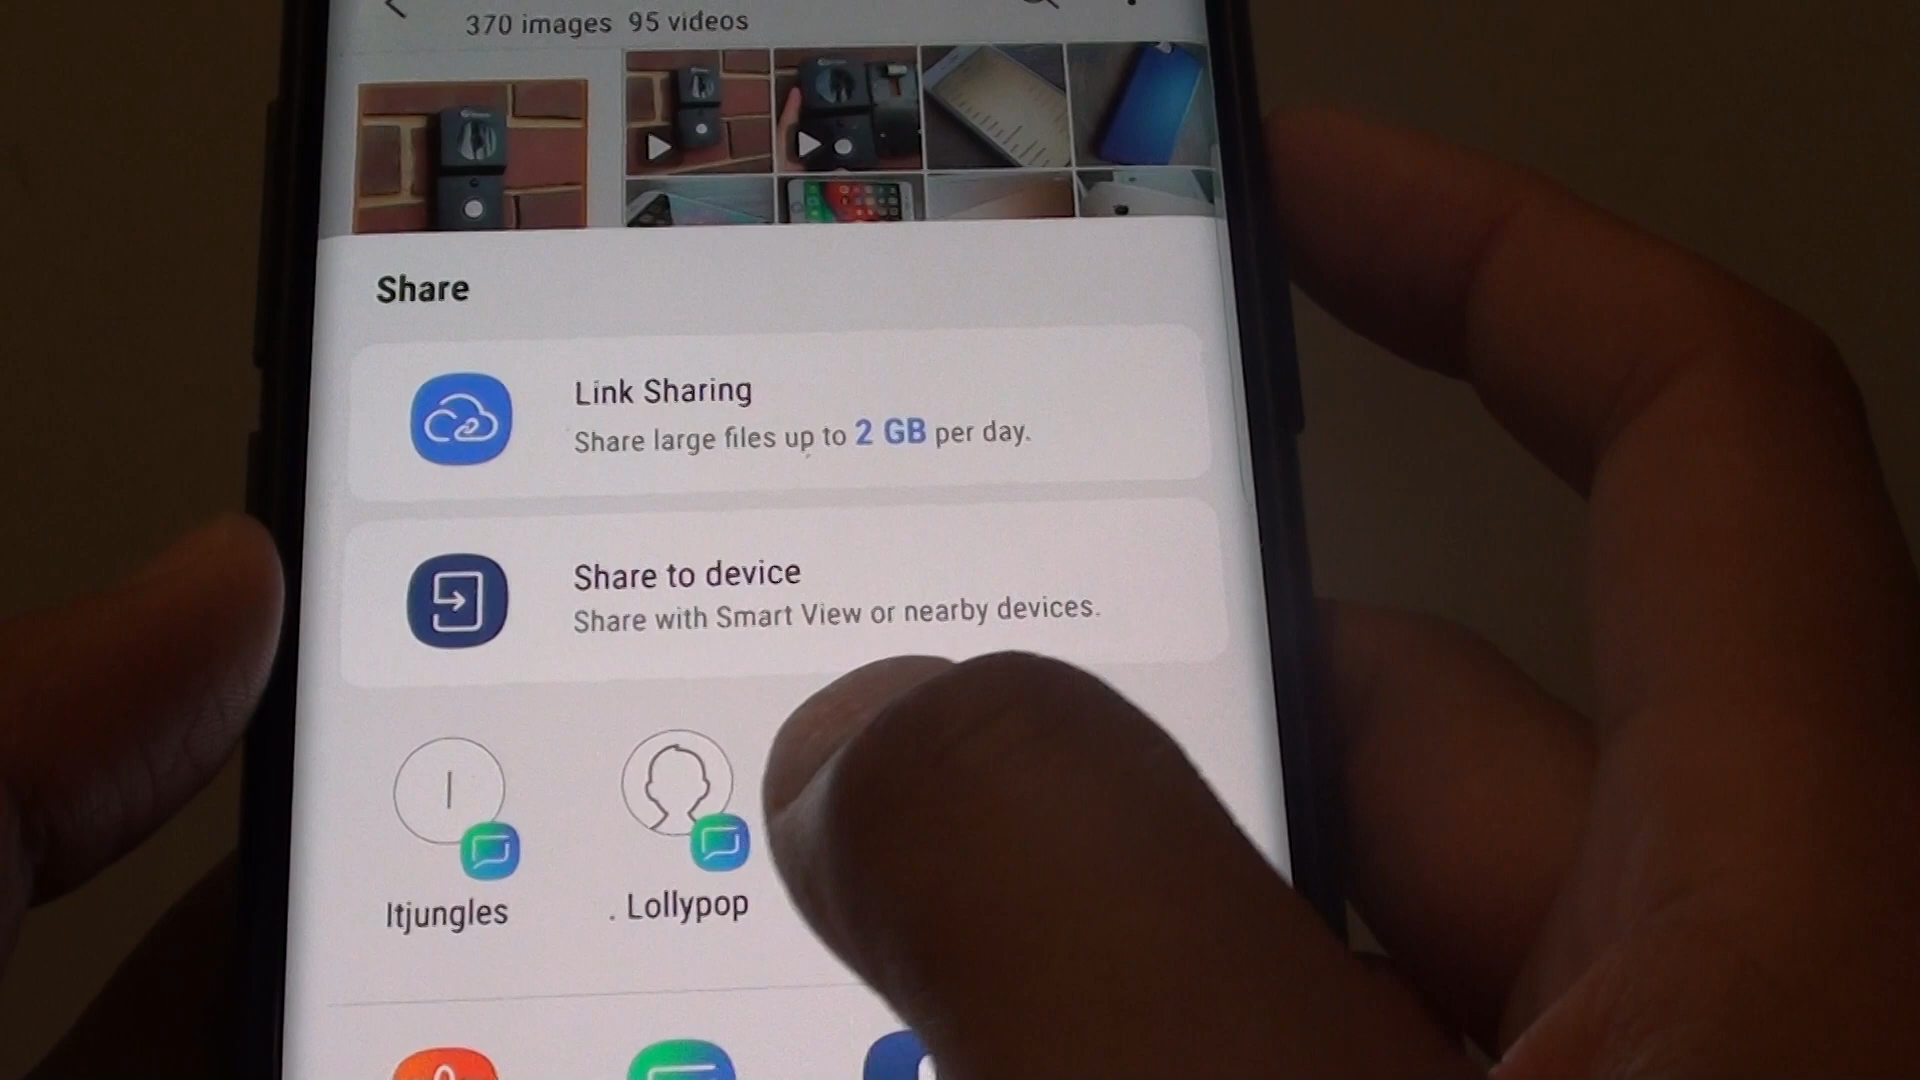 370 images 95 videos
Share
Link Sharing
Share large files up to 2 GB per day.
Share to device
Share with Smart View or nearby devices.
I
Itjungles
. Lollypop